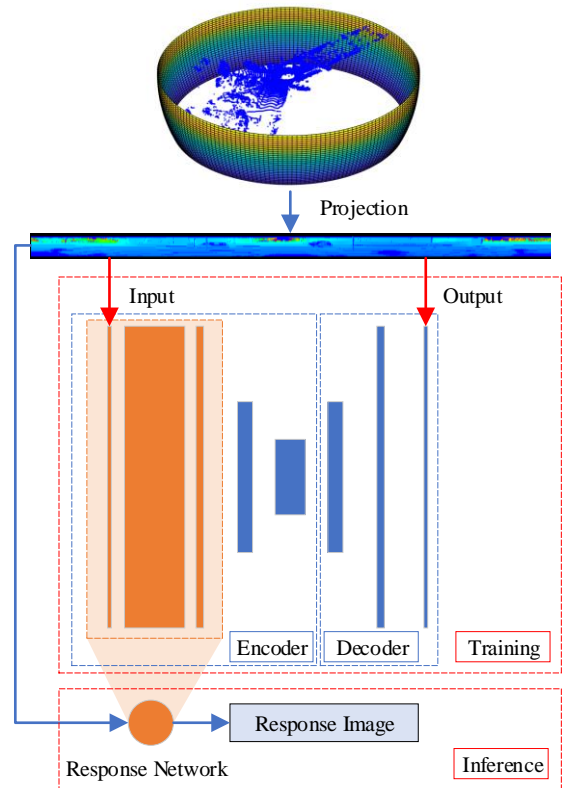 Projection
Input
Output
Encoder
Decoder
Training
Response Image
Response Network
Inference